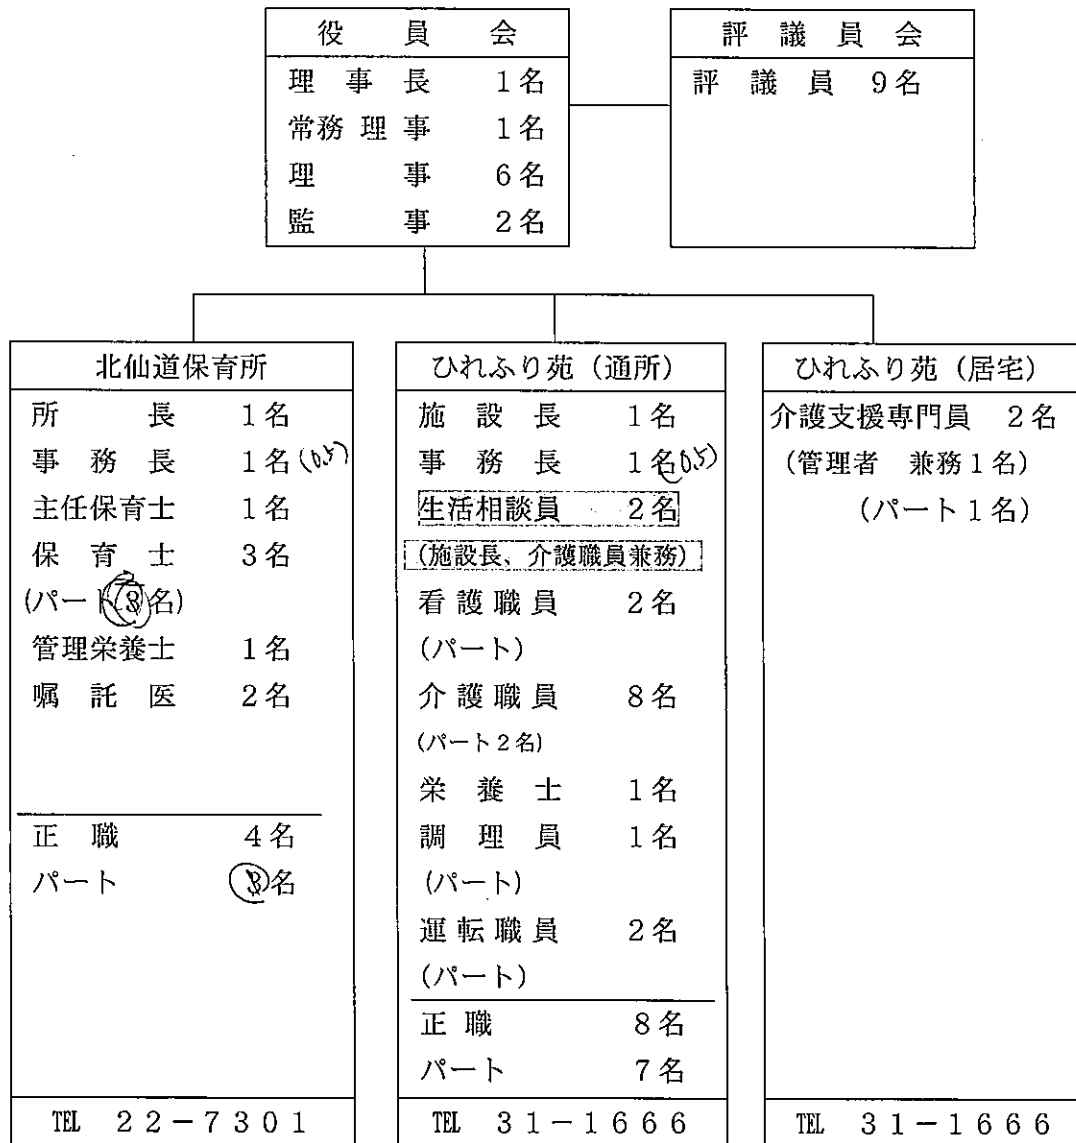 役員会
理事長 1名
常務理事 1名
理事 6名
監事 2名
評議員会
評議員 9名
北仙道保育所
所長 1名
事務長 1名(0.5)
主任保育士 1名
保育士 3名
(パート 名)
管理栄養士 1名
嘱託医 2名
正職 4名
パート 名
TEL 22-7301
ひれふり苑(通所)
施設長 1名
事務長 1名(0.5)
生活相談員 2名
(施設長、介護職員兼務)
看護職員 2名
(パート)
介護職員 8名
(パート2名)
栄養士 1名
調理員 1名
(パート)
運転職員 2名
(パート)
正職 8名
パート 7名
TEL 31-1666
ひれふり苑(居宅)
介護支援専門員 2名
(管理者 兼務1名)
(パート1名)
TEL 31-1666